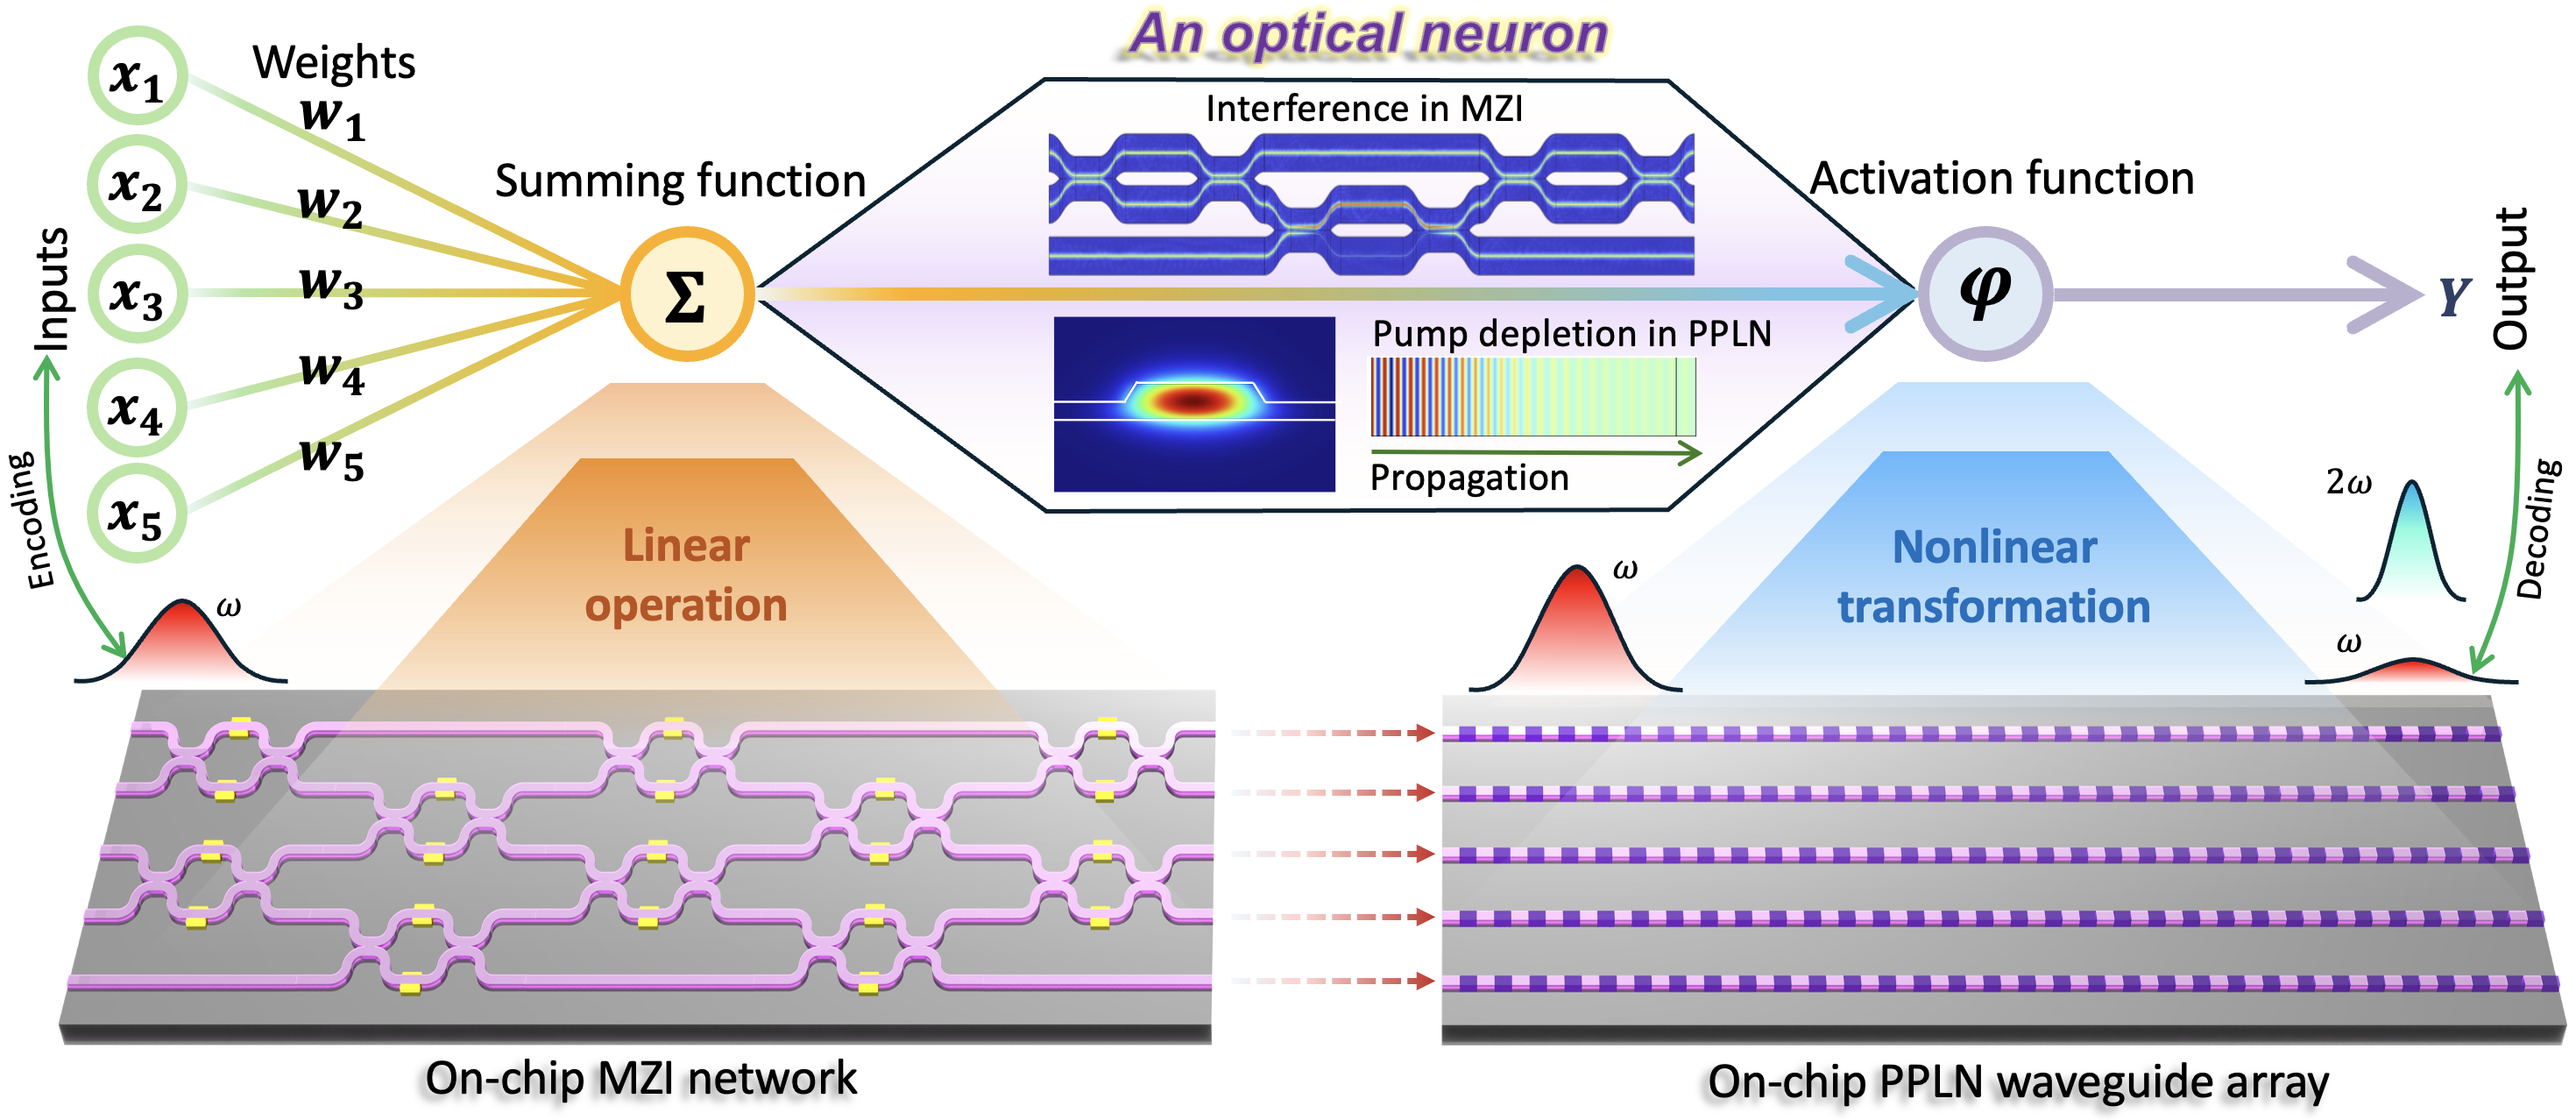 An optical neuron
Inputs
x1
x2
x3
x4
x5
Weights
w1
w2
w3
w4
w5
Summing function
Σ
Interference in MZI
Pump depletion in PPLN
Propagation
Activation function
φ
Y
Output
Encoding
ω
Linear
operation
ω
Nonlinear
transformation
2ω
ω
Decoding
On-chip MZI network
On-chip PPLN waveguide array